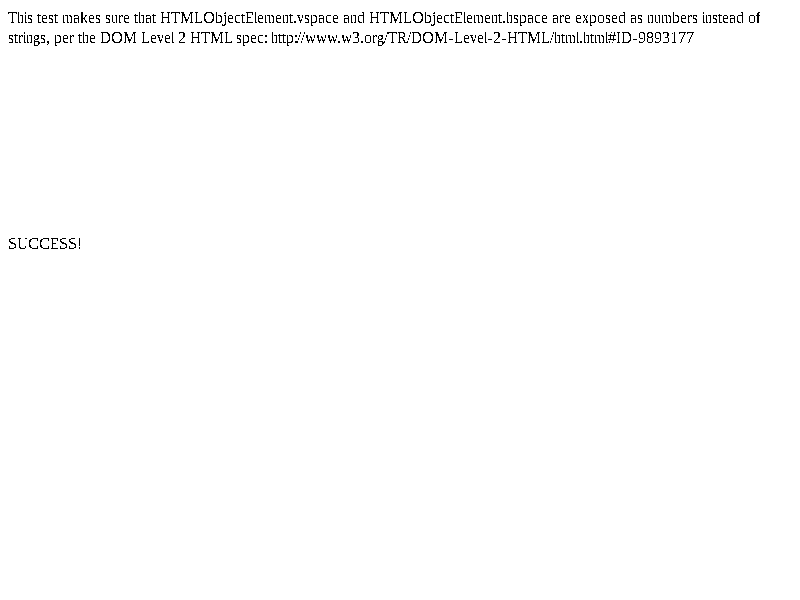 This test makes sure that HTMLObjectElement.vspace and HTMLObjectElement.hspace are exposed as numbers instead of
strings, per the DOM Level 2 HTML spec: http://www.w3.org/TR/DOM-Level-2-HTML/html.html#ID-9893177
SUCCESS!